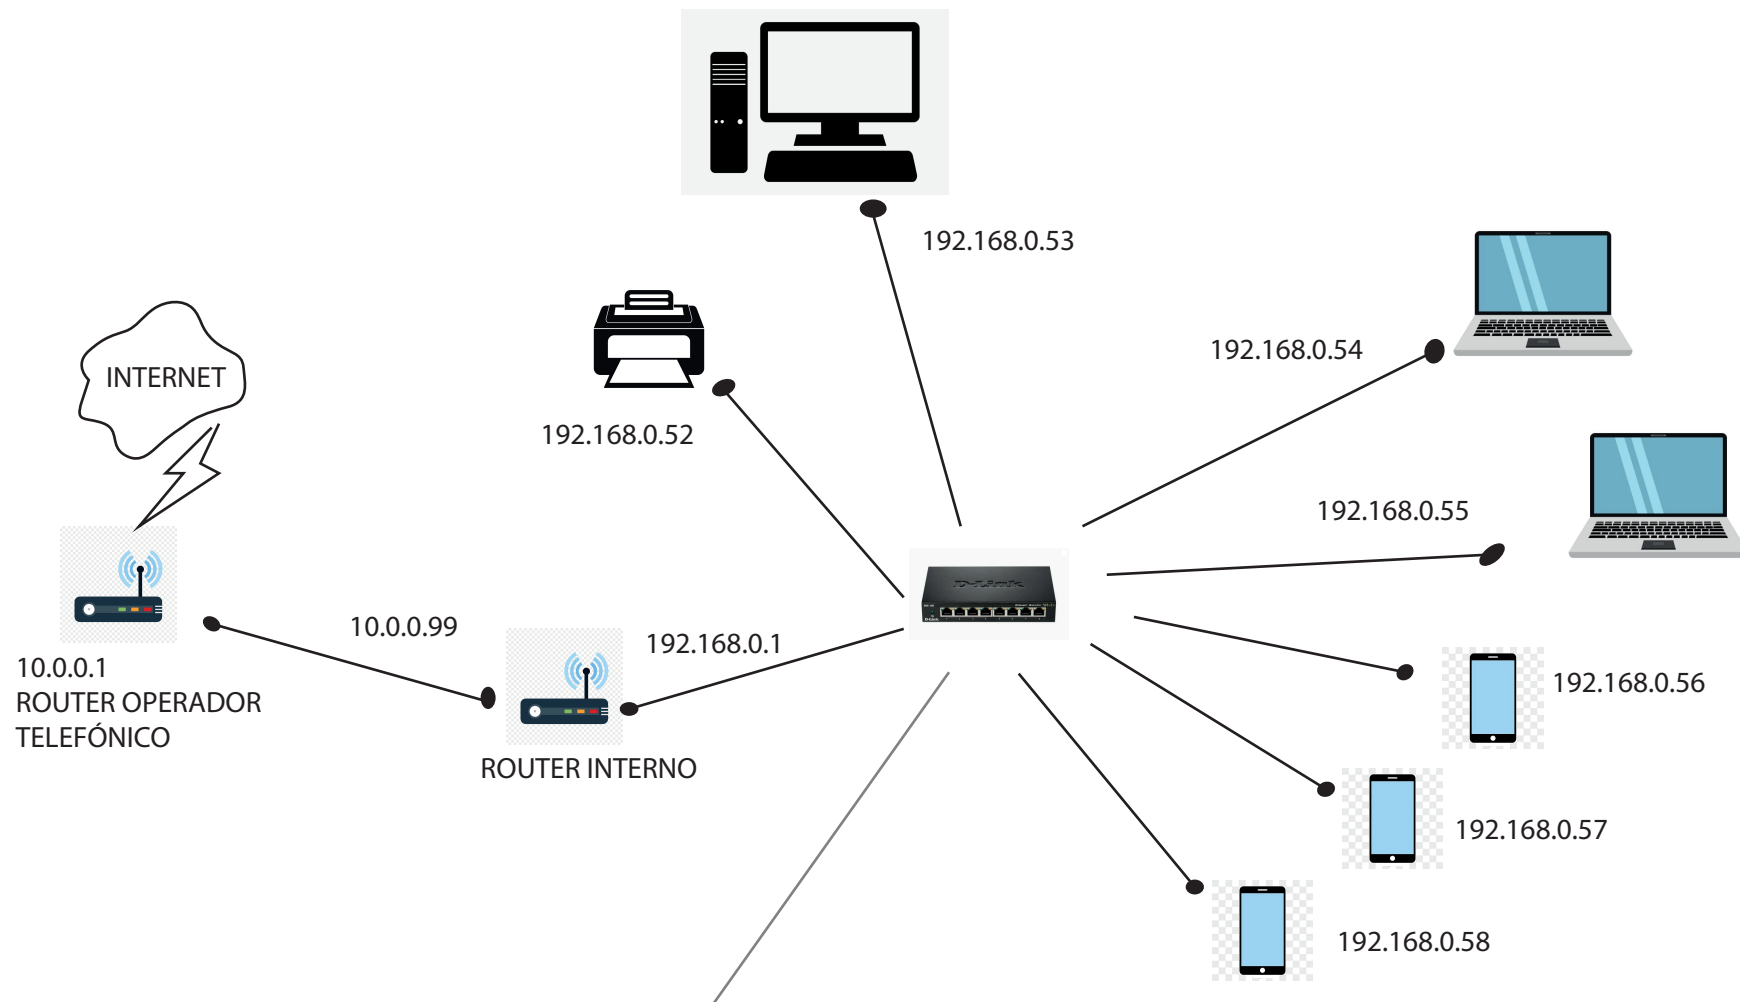 192.168.0.53
192.168.0.54
192.168.0.52
INTERNET
192.168.0.55
D-Link
10.0.0.99
192.168.0.1
10.0.0.1
ROUTER OPERADOR
TELEFÓNICO
ROUTER INTERNO
192.168.0.56
192.168.0.57
192.168.0.58